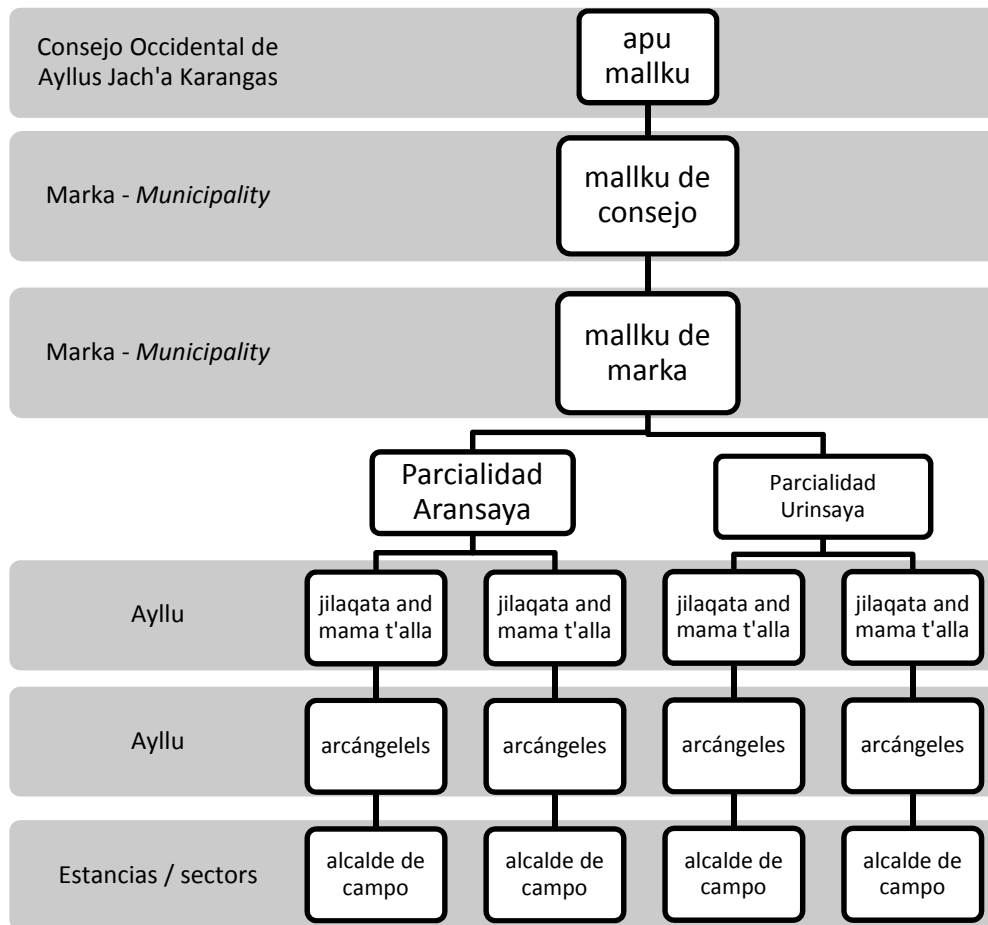 Consejo Occidental de
Ayllus Jach'a Karangas
apu
mallku
Marka - Municipality
mallku de
consejo
Marka - Municipality
mallku de
marka
Parcialidad
Aransaya
Parcialidad
Urinsaya
Ayllu
jilaqata and
mama t'alla
jilaqata and
mama t'alla
jilaqata and
mama t'alla
jilaqata and
mama t'alla
Ayllu
arcángelels
arcángeles
arcángeles
arcángeles
Estancias / sectors
alcalde de
campo
alcalde de
campo
alcalde de
campo
alcalde de
campo